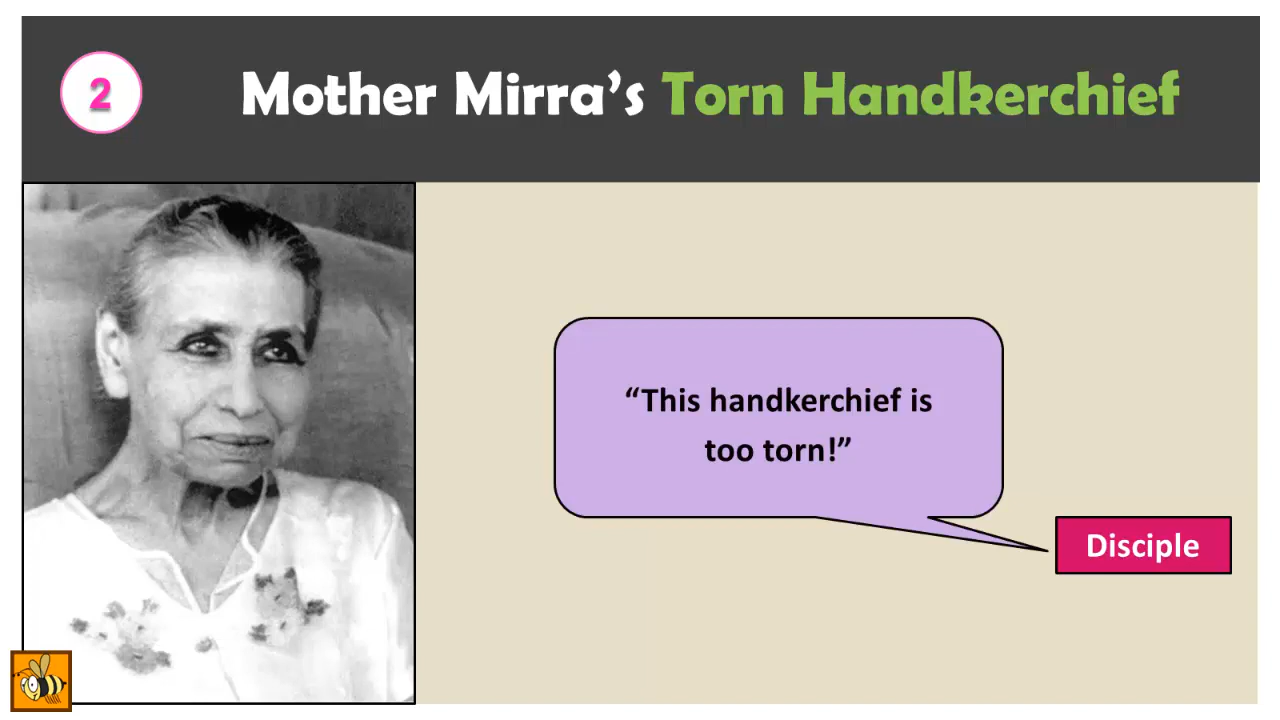 2
Mother Mirra’s Torn Handkerchief
“This handkerchief is
too torn!”
Disciple